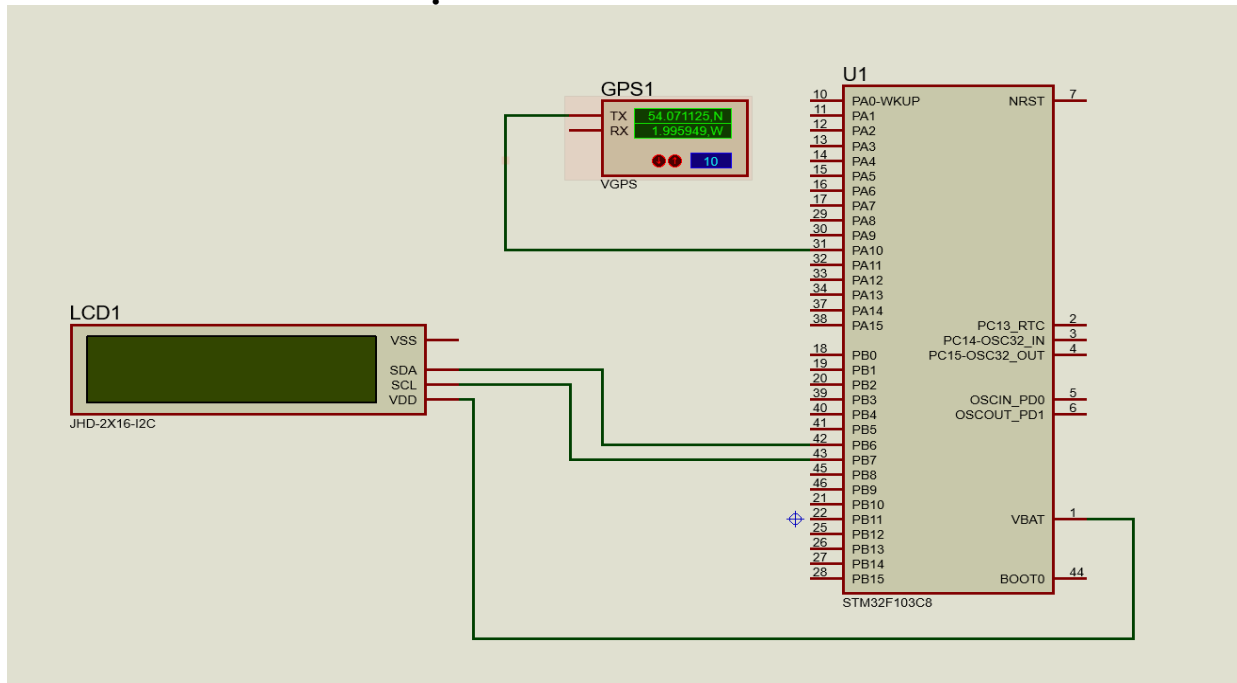 GPS1
TX 54.071125,N
RX 1.995949,W
10
VGPS
LCD1
VSS
SDA
SCL
VDD
JHD-2X16-I2C
U1
10 PA0-WKUP NRST 7
11 PA1
12 PA2
13 PA3
14 PA4
15 PA5
16 PA6
17 PA7
29 PA8
30 PA9
31 PA10
32 PA11
33 PA12
34 PA13
37 PA14
38 PA15 PC13_RTC 2
PC14-OSC32_IN 3
18 PB0 PC15-OSC32_OUT 4
19 PB1
20 PB2
39 PB3 OSCIN_PD0 5
40 PB4 OSCOUT_PD1 6
41 PB5
42 PB6
43 PB7
45 PB8
46 PB9
21 PB10
22 PB11 VBAT 1
25 PB12
26 PB13
27 PB14
28 PB15 BOOT0 44
STM32F103C8